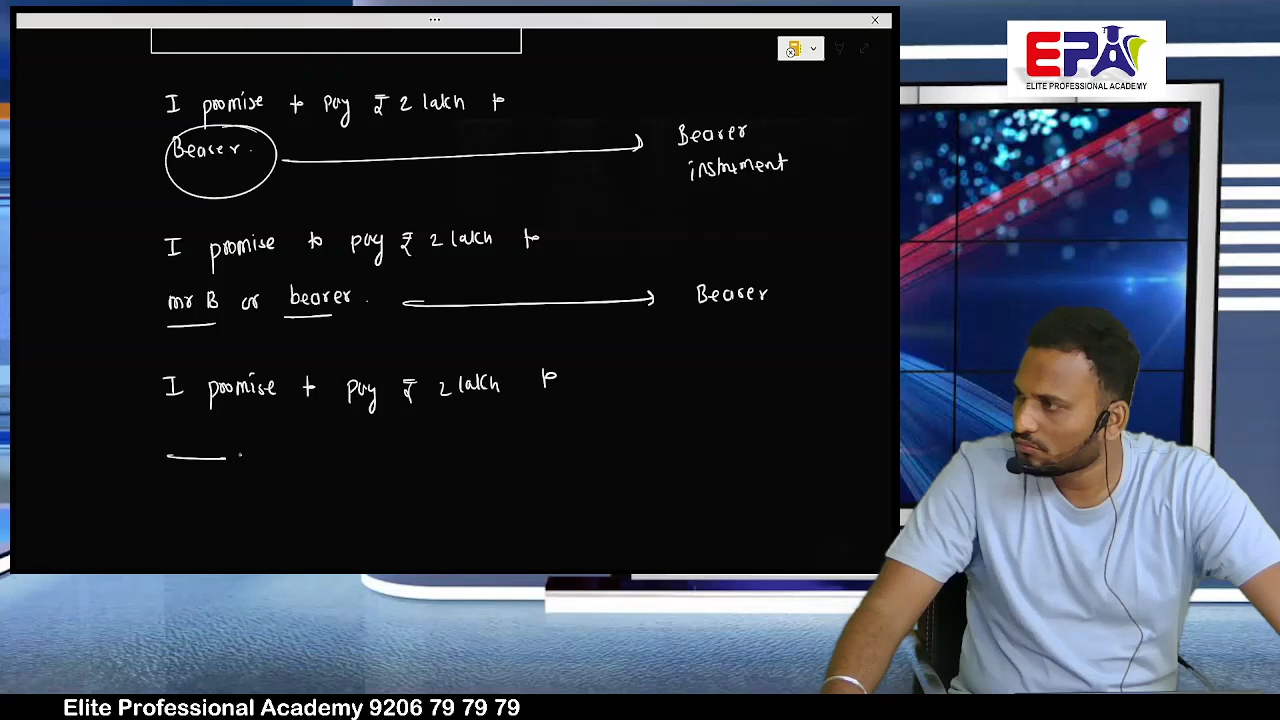 I promise to pay ₹ 2 lakh to
Bearer.
Bearer
instrument
I promise to pay ₹ 2 lakh to
mr B or bearer.
Bearer
I promise to pay ₹ 2 lakh to
EPA
ELITE PROFESSIONAL ACADEMY
Elite Professional Academy 9206 79 79 79